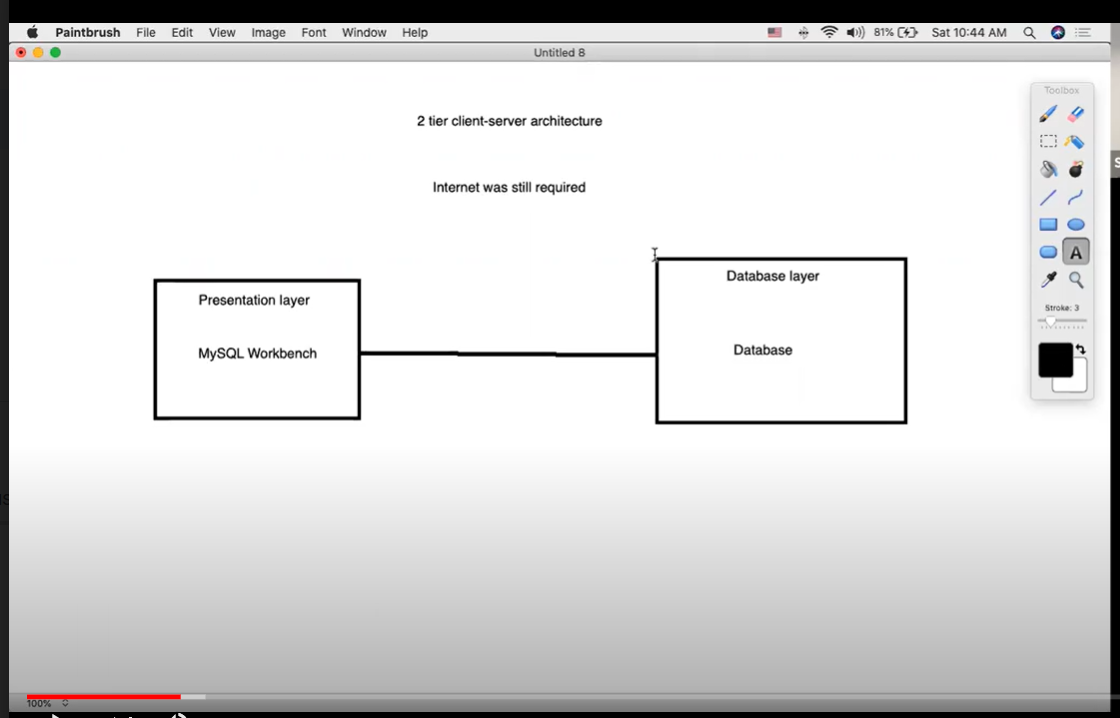 Paintbrush File Edit View Image Font Window Help 81% Sat 10:44 AM
Untitled 8
Toolbox
2 tier client-server architecture
Internet was still required
Presentation layer
MySQL Workbench
Database layer
Database
A
Stroke: 3
100%